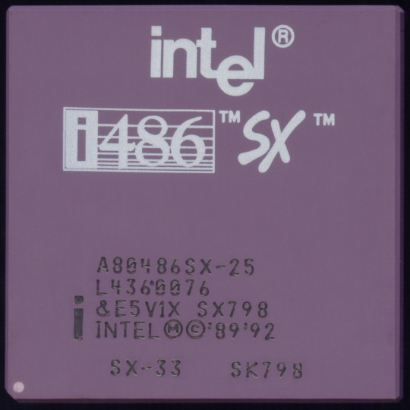 intel®
i486™ SX™
A80486SX-25
L4360076
&E5V1X SX798
i INTEL Ⓜ©'89'92
SX-33 SK798